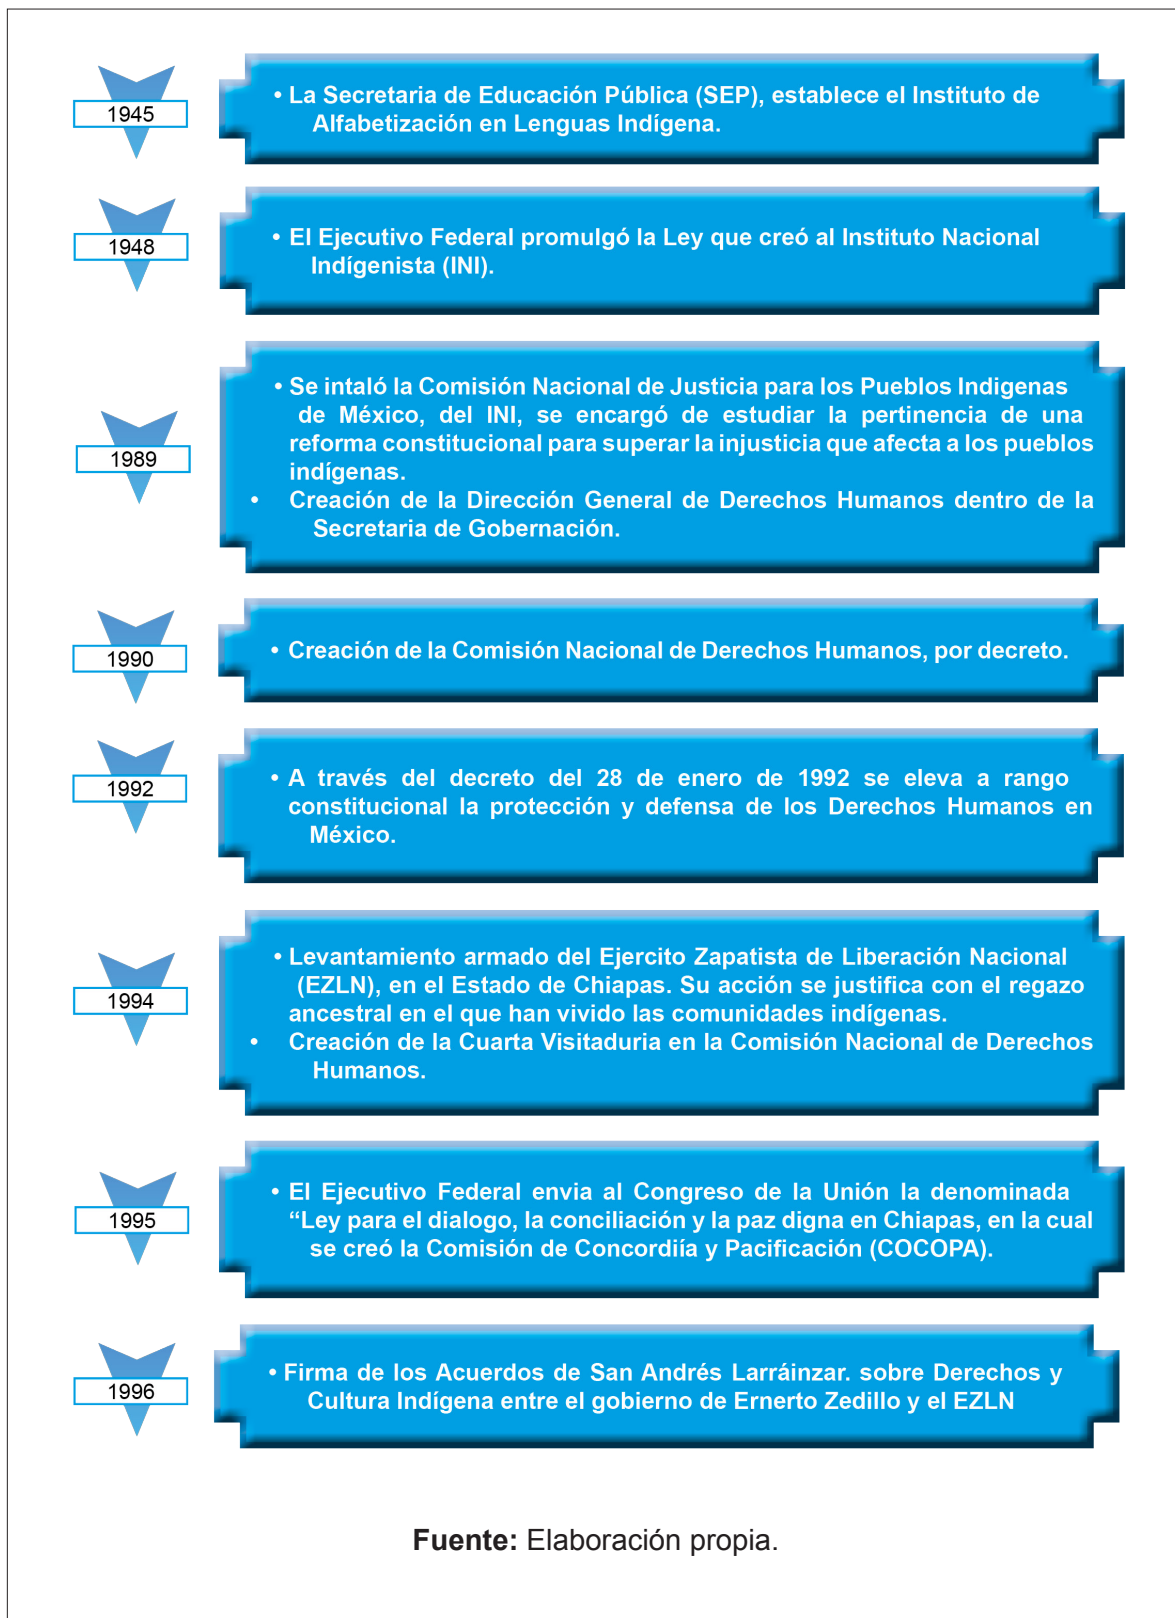 1945
• La Secretaria de Educación Pública (SEP), establece el Instituto de
Alfabetización en Lenguas Indígena.
1948
• El Ejecutivo Federal promulgó la Ley que creó al Instituto Nacional
Indígenista (INI).
1989
• Se intaló la Comisión Nacional de Justicia para los Pueblos Indigenas
de México, del INI, se encargó de estudiar la pertinencia de una
reforma constitucional para superar la injusticia que afecta a los pueblos
indígenas.
• Creación de la Dirección General de Derechos Humanos dentro de la
Secretaria de Gobernación.
1990
• Creación de la Comisión Nacional de Derechos Humanos, por decreto.
1992
• A través del decreto del 28 de enero de 1992 se eleva a rango
constitucional la protección y defensa de los Derechos Humanos en
México.
1994
• Levantamiento armado del Ejercito Zapatista de Liberación Nacional
(EZLN), en el Estado de Chiapas. Su acción se justifica con el regazo
ancestral en el que han vivido las comunidades indígenas.
• Creación de la Cuarta Visitaduria en la Comisión Nacional de Derechos
Humanos.
1995
• El Ejecutivo Federal envia al Congreso de la Unión la denominada
“Ley para el dialogo, la conciliación y la paz digna en Chiapas, en la cual
se creó la Comisión de Concordiía y Pacificación (COCOPA).
1996
• Firma de los Acuerdos de San Andrés Larráinzar. sobre Derechos y
Cultura Indígena entre el gobierno de Ernerto Zedillo y el EZLN
Fuente: Elaboración propia.